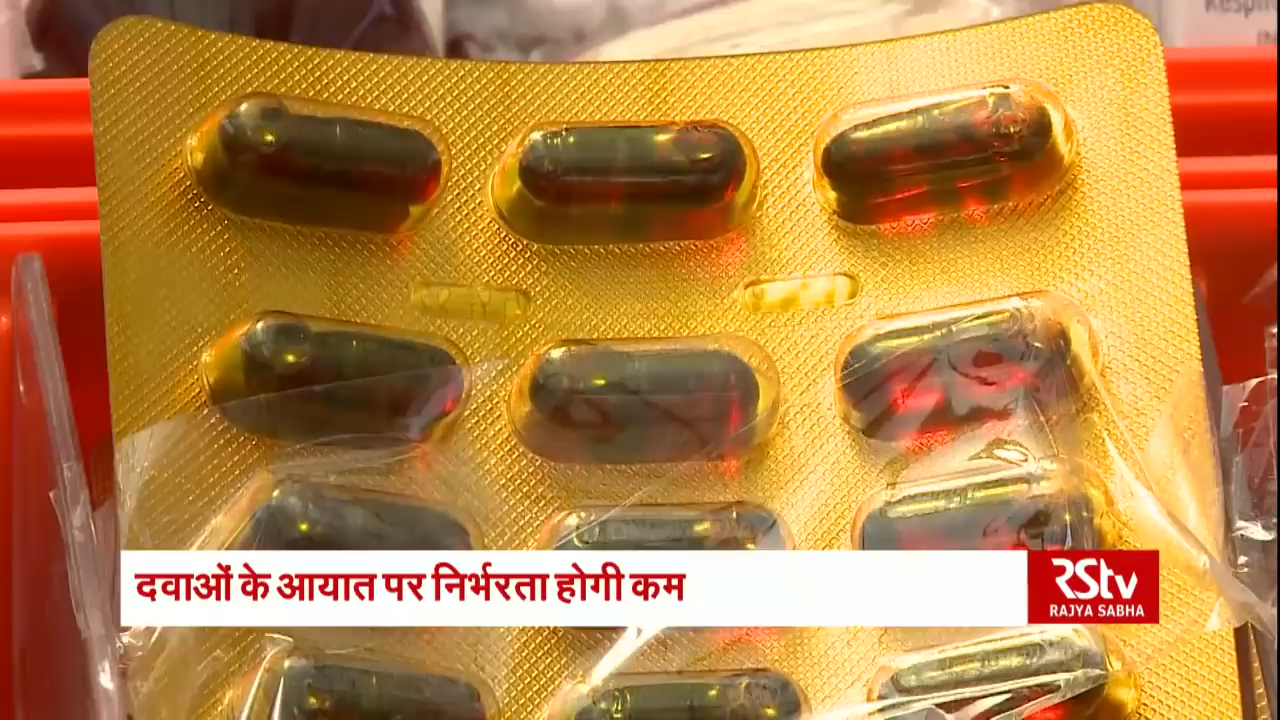 दवाओं के आयात पर निर्भरता होगी कम
RStv
RAJYA SABHA